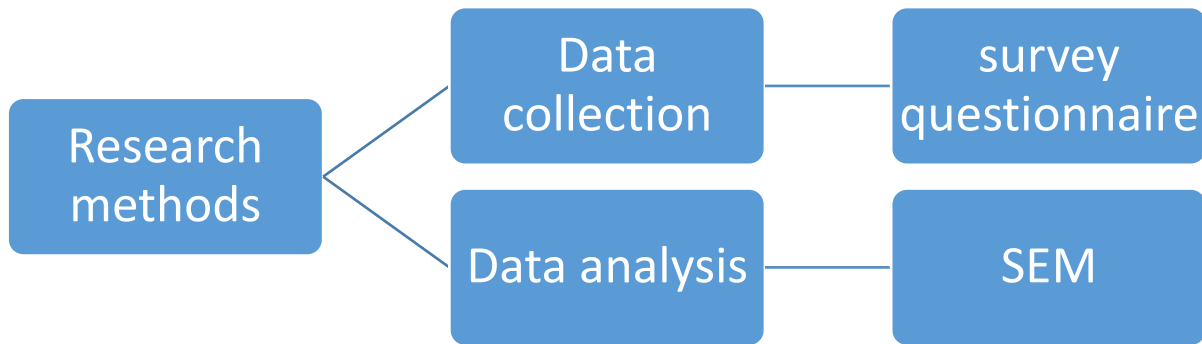 Research
methods
Data
collection
survey
questionnaire
Data analysis
SEM